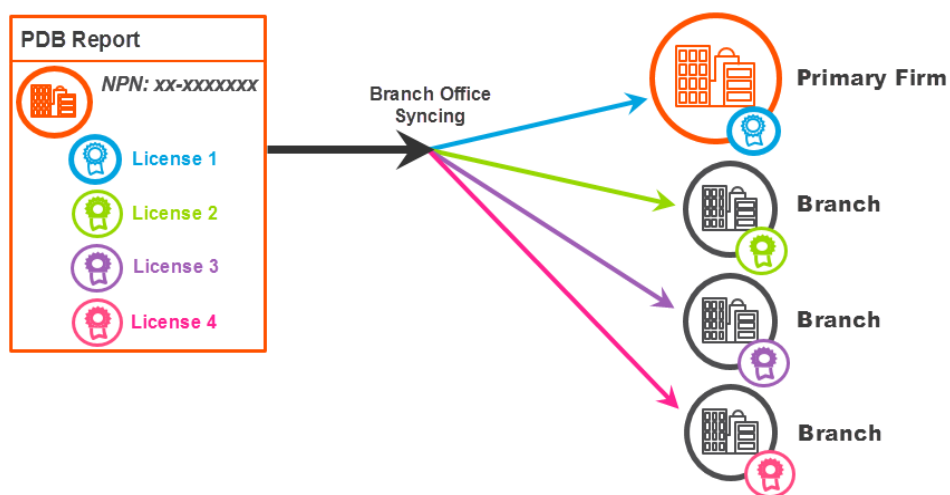 PDB Report
NPN: xx-xxxxxxx
License 1
License 2
License 3
License 4
Branch Office
Syncing
Primary Firm
Branch
Branch
Branch